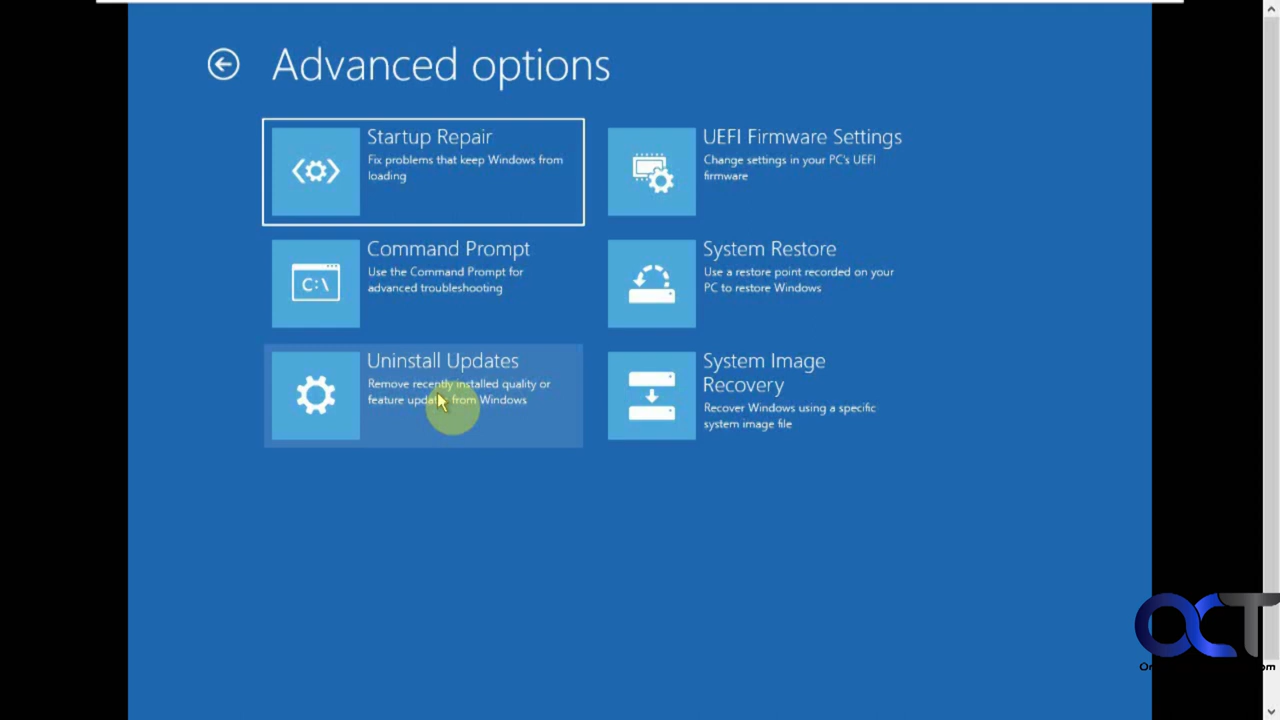 Advanced options
Startup Repair
Fix problems that keep Windows from
loading
UEFI Firmware Settings
Change settings in your PC's UEFI
firmware
Command Prompt
Use the Command Prompt for
advanced troubleshooting
C:\
System Restore
Use a restore point recorded on your
PC to restore Windows
Uninstall Updates
Remove recently installed quality or
feature updates from Windows
System Image
Recovery
Recover Windows using a specific
system image file
OCT